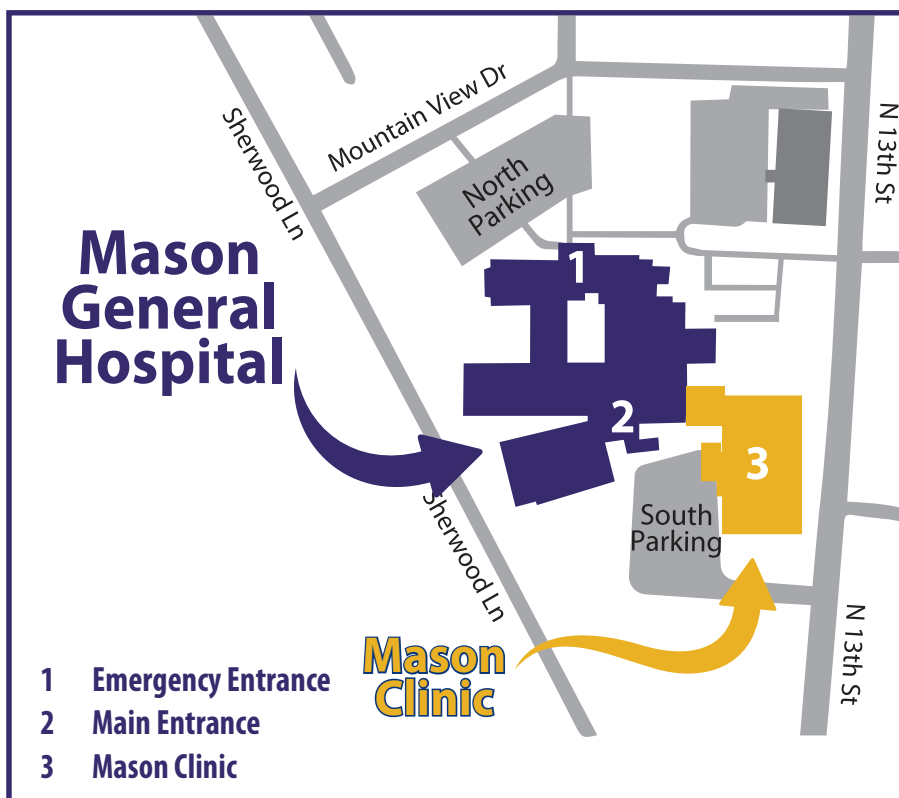 Sherwood Ln
Mountain View Dr
N 13th St
North
Parking
Mason
General
Hospital
1
2
3
South
Parking
Sherwood Ln
N 13th St
Mason
Clinic
1 Emergency Entrance
2 Main Entrance
3 Mason Clinic